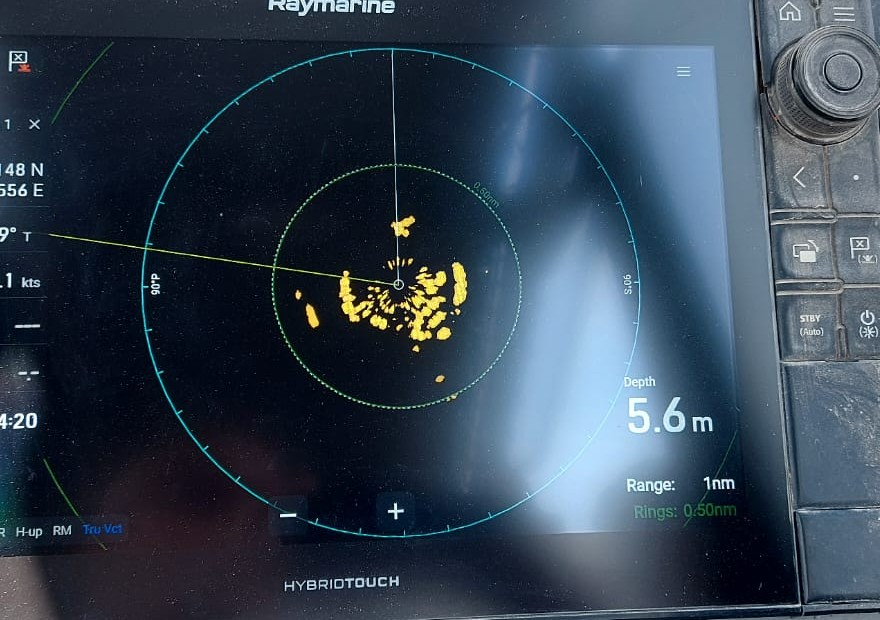 Raymarine
1 X
148 N
556 E
9° T
.1 kts
---
-.-
4:20
R H-up RM Tru Vct
0.50nm
90°P
90°S
Depth
5.6 m
Range: 1nm
Rings: 0.50nm
− +
HYBRIDTOUCH
STBY
(Auto)